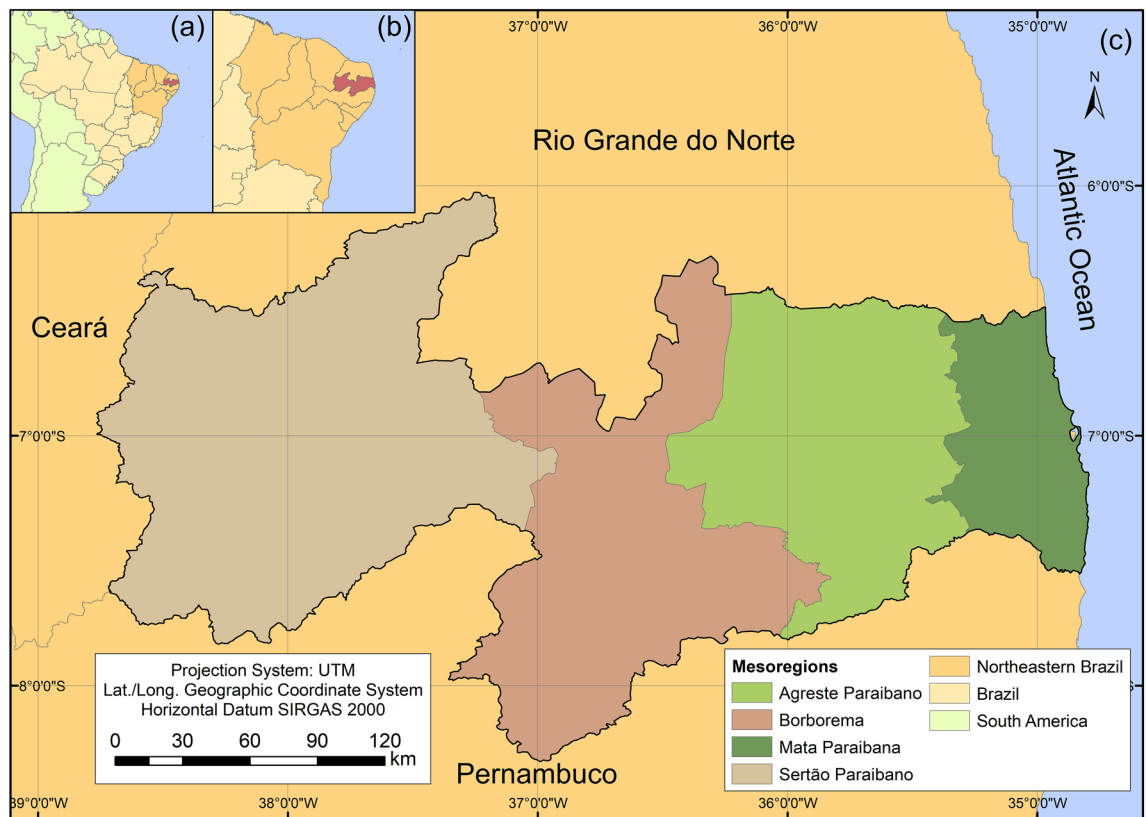 (a)
(b)
(c)
37°0'0"W
36°0'0"W
35°0'0"W
N
Rio Grande do Norte
Atlantic Ocean
6°0'0"S
Ceará
7°0'0"S
7°0'0"S
Projection System: UTM
Lat./Long. Geographic Coordinate System
Horizontal Datum SIRGAS 2000
0 30 60 90 120
km
8°0'0"S
Pernambuco
Mesoregions
Agreste Paraibano
Borborema
Mata Paraibana
Sertão Paraibano
Northeastern Brazil
Brazil
South America
S
39°0'0"W
38°0'0"W
37°0'0"W
36°0'0"W
35°0'0"W